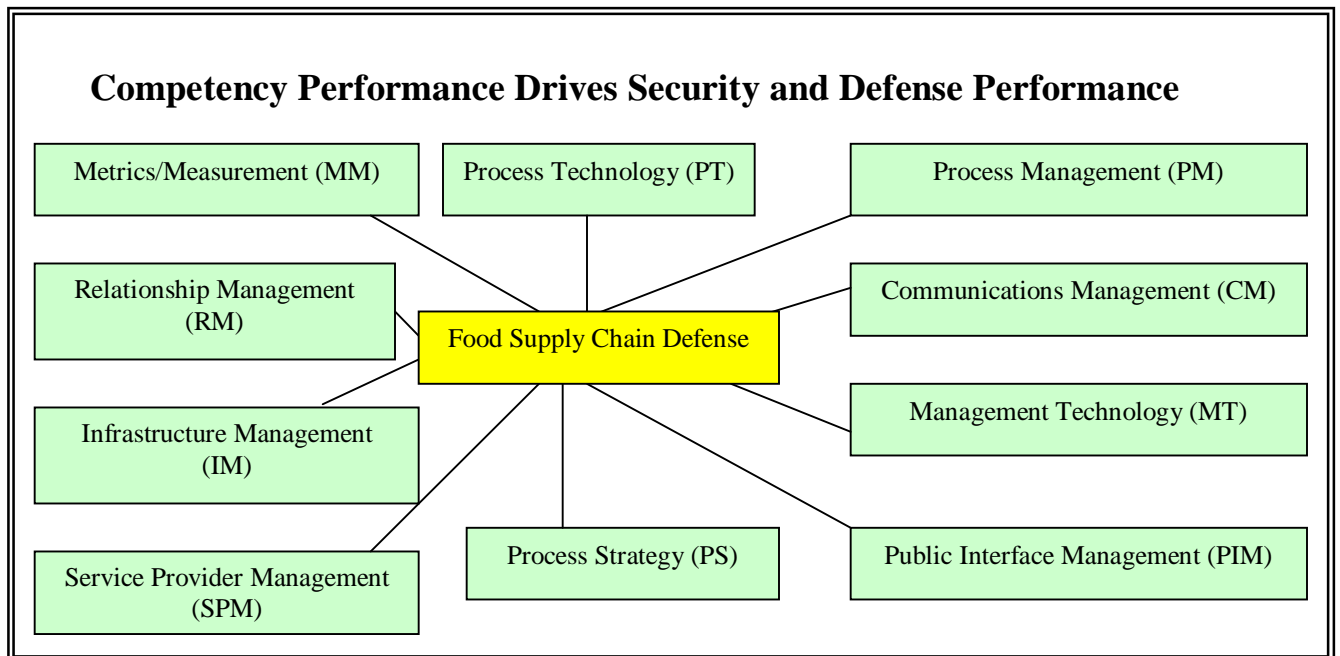 Competency Performance Drives Security and Defense Performance
Metrics/Measurement (MM)
Process Technology (PT)
Process Management (PM)
Relationship Management
(RM)
Communications Management (CM)
Food Supply Chain Defense
Infrastructure Management
(IM)
Management Technology (MT)
Service Provider Management
(SPM)
Process Strategy (PS)
Public Interface Management (PIM)